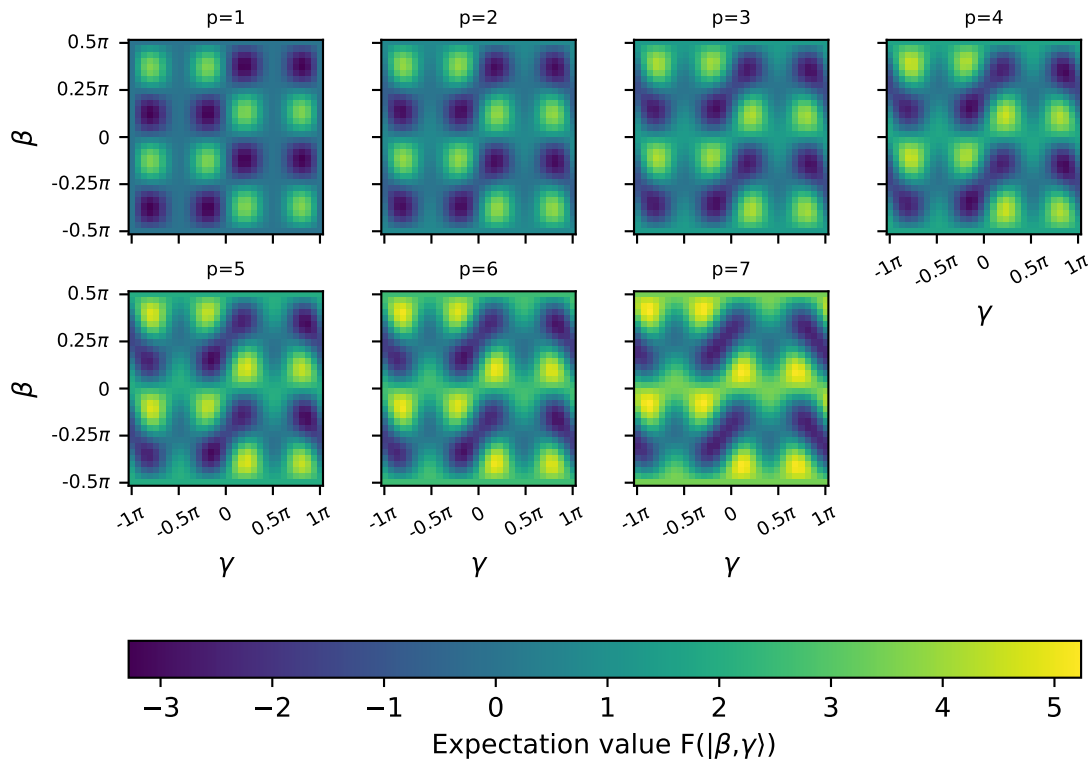 p=1 p=2 p=3 p=4
0.5π
0.25π
0
-0.25π
-0.5π
β
-1π -0.5π 0 0.5π 1π
γ
p=5 p=6 p=7
0.5π
0.25π
0
-0.25π
-0.5π
β
-1π -0.5π 0 0.5π 1π -1π -0.5π 0 0.5π 1π -1π -0.5π 0 0.5π 1π
γ γ γ
−3 −2 −1 0 1 2 3 4 5
Expectation value F(|β,γ⟩)